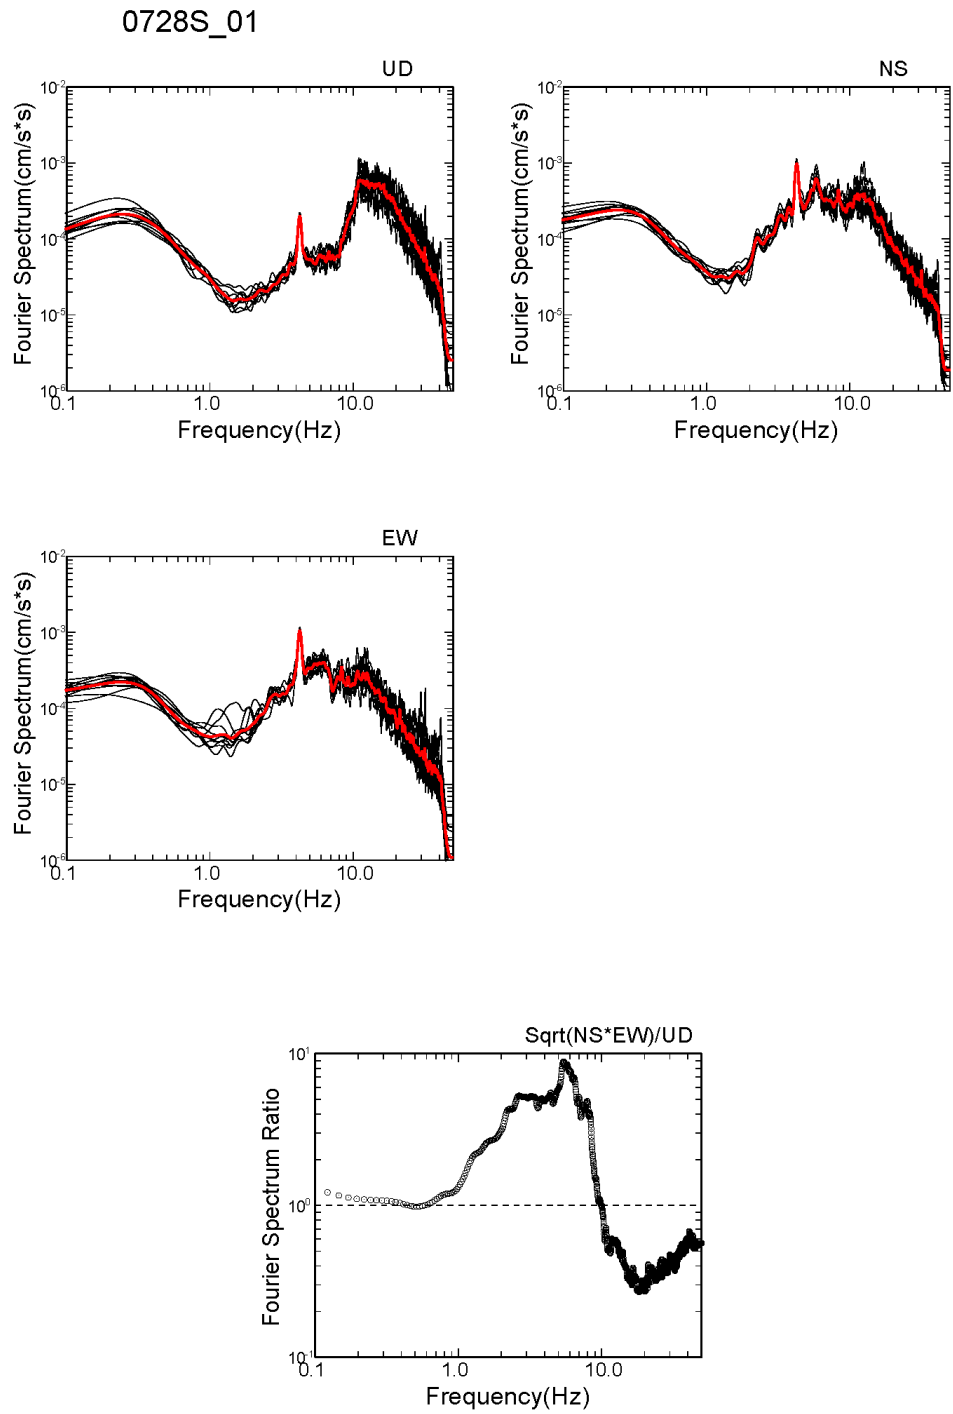 0728S_01
UD
Fourier Spectrum(cm/s*s)
10-2
10-3
10-4
10-5
10-6
0.1 1.0 10.0
Frequency(Hz)
NS
Fourier Spectrum(cm/s*s)
10-2
10-3
10-4
10-5
10-6
0.1 1.0 10.0
Frequency(Hz)
EW
Fourier Spectrum(cm/s*s)
10-2
10-3
10-4
10-5
10-6
0.1 1.0 10.0
Frequency(Hz)
Sqrt(NS*EW)/UD
Fourier Spectrum Ratio
101
100
10-1
0.1 1.0 10.0
Frequency(Hz)